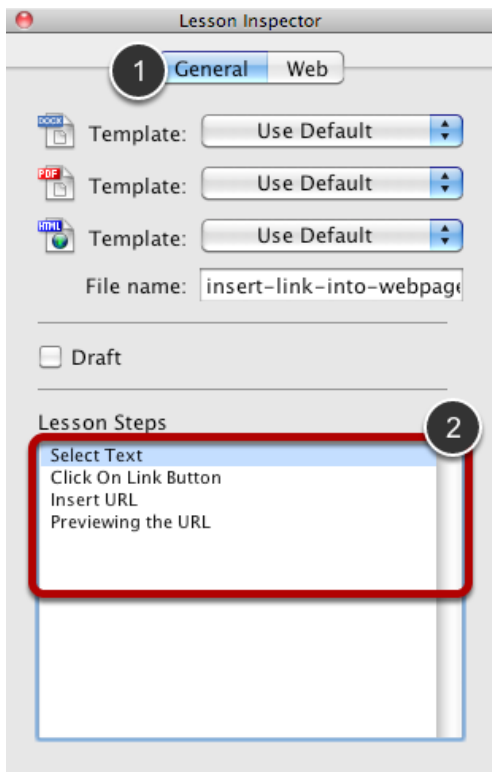 Lesson Inspector
1 General Web
DOCX Template: Use Default
PDF Template: Use Default
HTML Template: Use Default
File name: insert-link-into-webpage
Draft
Lesson Steps 2
Select Text
Click On Link Button
Insert URL
Previewing the URL